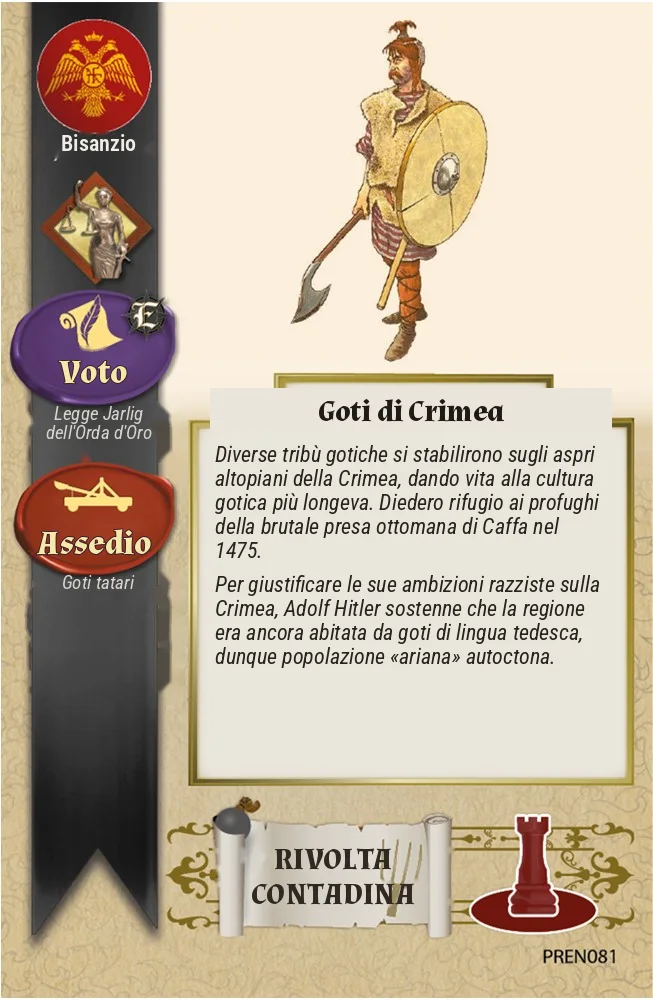 Bisanzio
E
Voto
Legge Jarlig
dell'Orda d'Oro
Assedio
Goti tatari
Goti di Crimea
Diverse tribù gotiche si stabilirono sugli aspri
altopiani della Crimea, dando vita alla cultura
gotica più longeva. Diedero rifugio ai profughi
della brutale presa ottomana di Caffa nel
1475.
Per giustificare le sue ambizioni razziste sulla
Crimea, Adolf Hitler sostenne che la regione
era ancora abitata da goti di lingua tedesca,
dunque popolazione «ariana» autoctona.
RIVOLTA
CONTADINA
PREN081